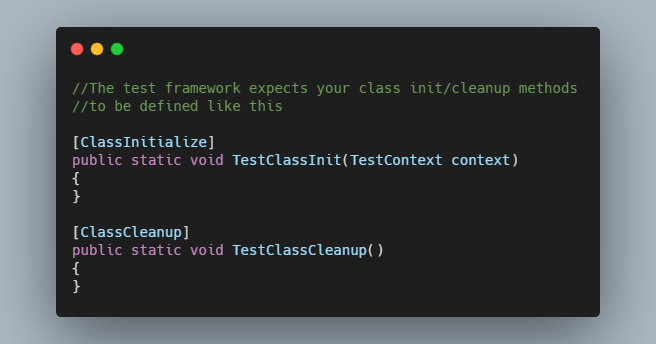 //The test framework expects your class init/cleanup methods
//to be defined like this
[ClassInitialize]
public static void TestClassInit(TestContext context)
{
}
[ClassCleanup]
public static void TestClassCleanup()
{
}